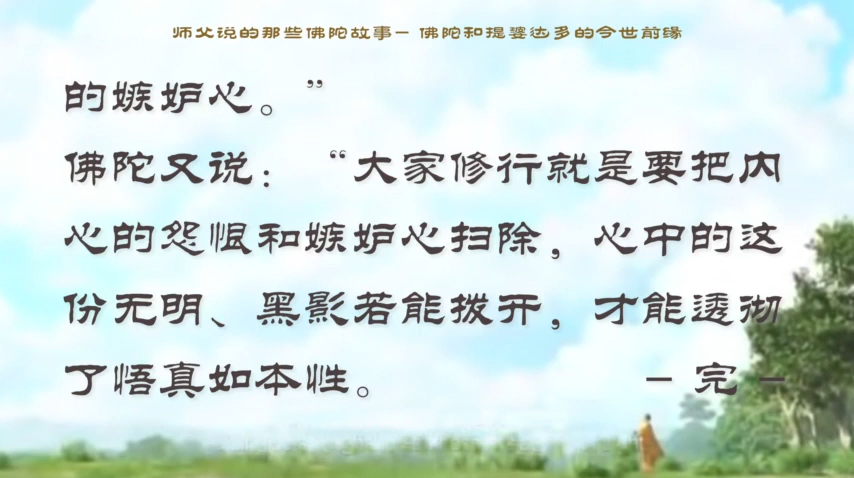 师父说的那些佛陀故事- 佛陀和提婆达多的今世前缘
的嫉妒心。”
佛陀又说：“大家修行就是要把内
心的怨恨和嫉妒心扫除，心中的这
份无明、黑影若能拨开，才能透彻
了悟真如本性。 - 完 -